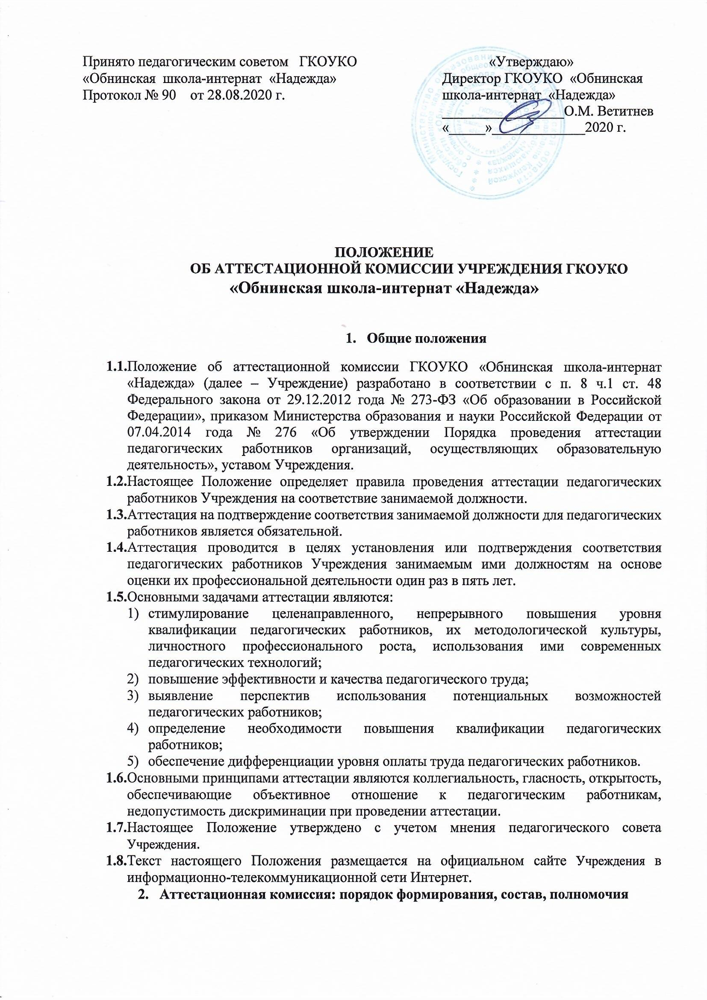 Принято педагогическим советом ГКОУКО
«Обнинская школа-интернат «Надежда»
Протокол № 90 от 28.08.2020 г.
«Утверждаю»
Директор ГКОУКО «Обнинская
школа-интернат «Надежда»
_________________О.М. Ветитнев
«_____»_____________2020 г.
ПОЛОЖЕНИЕ
ОБ АТТЕСТАЦИОННОЙ КОМИССИИ УЧРЕЖДЕНИЯ ГКОУКО
«Обнинская школа-интернат «Надежда»
1. Общие положения
1.1.Положение об аттестационной комиссии ГКОУКО «Обнинская школа-интернат
«Надежда» (далее – Учреждение) разработано в соответствии с п. 8 ч.1 ст. 48
Федерального закона от 29.12.2012 года № 273-ФЗ «Об образовании в Российской
Федерации», приказом Министерства образования и науки Российской Федерации от
07.04.2014 года № 276 «Об утверждении Порядка проведения аттестации
педагогических работников организаций, осуществляющих образовательную
деятельность», уставом Учреждения.
1.2.Настоящее Положение определяет правила проведения аттестации педагогических
работников Учреждения на соответствие занимаемой должности.
1.3.Аттестация на подтверждение соответствия занимаемой должности для педагогических
работников является обязательной.
1.4.Аттестация проводится в целях установления или подтверждения соответствия
педагогических работников Учреждения занимаемым ими должностям на основе
оценки их профессиональной деятельности один раз в пять лет.
1.5.Основными задачами аттестации являются:
1) стимулирование целенаправленного, непрерывного повышения уровня
квалификации педагогических работников, их методологической культуры,
личностного профессионального роста, использования ими современных
педагогических технологий;
2) повышение эффективности и качества педагогического труда;
3) выявление перспектив использования потенциальных возможностей
педагогических работников;
4) определение необходимости повышения квалификации педагогических
работников;
5) обеспечение дифференциации уровня оплаты труда педагогических работников.
1.6.Основными принципами аттестации являются коллегиальность, гласность, открытость,
обеспечивающие объективное отношение к педагогическим работникам,
недопустимость дискриминации при проведении аттестации.
1.7.Настоящее Положение утверждено с учетом мнения педагогического совета
Учреждения.
1.8.Текст настоящего Положения размещается на официальном сайте Учреждения в
информационно-телекоммуникационной сети Интернет.
2. Аттестационная комиссия: порядок формирования, состав, полномочия